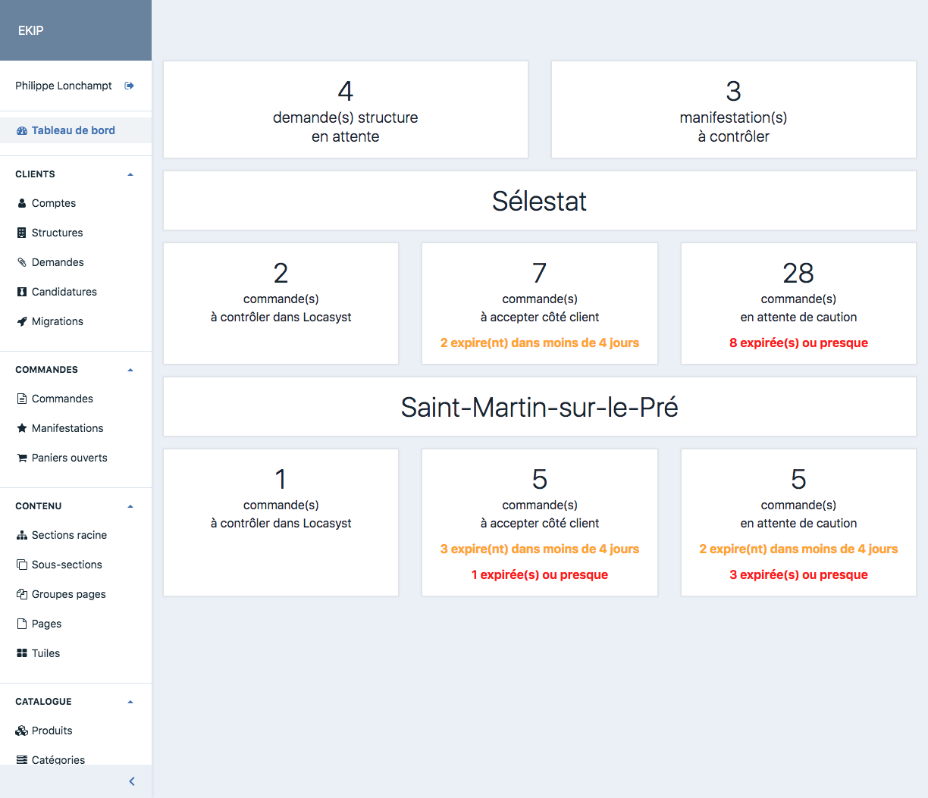 EKIP
Philippe Lonchampt
Tableau de bord
CLIENTS
Comptes
Structures
Demandes
Candidatures
Migrations
COMMANDES
Commandes
Manifestations
Paniers ouverts
CONTENU
Sections racine
Sous-sections
Groupes pages
Pages
Tuiles
CATALOGUE
Produits
Catégories
4
demande(s) structure
en attente
3
manifestation(s)
à contrôler
Sélestat
2
commande(s)
à contrôler dans Locasyst
7
commande(s)
à accepter côté client
2 expire(nt) dans moins de 4 jours
28
commande(s)
en attente de caution
8 expirée(s) ou presque
Saint-Martin-sur-le-Pré
1
commande(s)
à contrôler dans Locasyst
5
commande(s)
à accepter côté client
3 expire(nt) dans moins de 4 jours
1 expirée(s) ou presque
5
commande(s)
en attente de caution
2 expire(nt) dans moins de 4 jours
3 expirée(s) ou presque